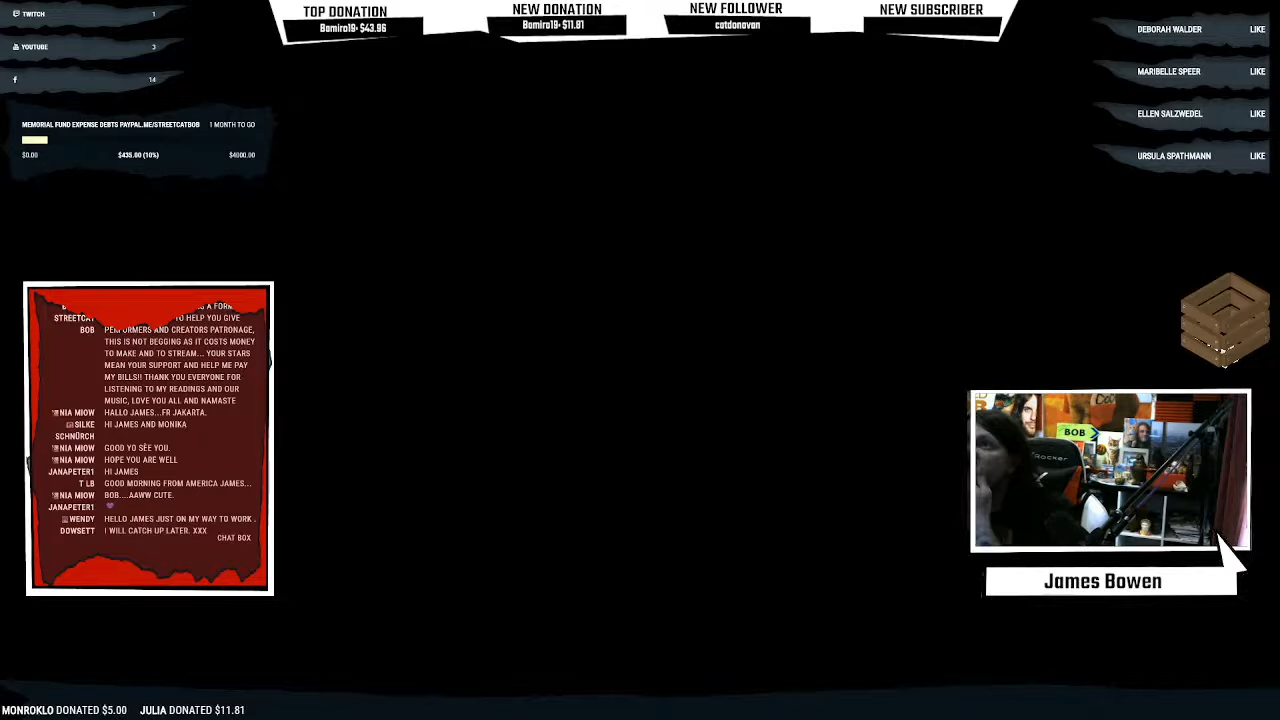 TWITCH 1
YOUTUBE 3
14
MEMORIAL FUND EXPENSE DEBTS PAYPAL.ME/STREETCATBOB 1 MONTH TO GO
$0.00 $435.00 (10%) $4000.00
TOP DONATION
Bamiro19: $43.96
NEW DONATION
Bamiro19: $11.81
NEW FOLLOWER
catdonovan
NEW SUBSCRIBER
DEBORAH WALDER LIKE
MARIBELLE SPEER LIKE
ELLEN SALZWEDEL LIKE
URSULA SPATHMANN LIKE
A FORM
STREETCAT TO HELP YOU GIVE
BOB PERFORMERS AND CREATORS PATRONAGE,
THIS IS NOT BEGGING AS IT COSTS MONEY
TO MAKE AND TO STREAM... YOUR STARS
MEAN YOUR SUPPORT AND HELP ME PAY
MY BILLS!! THANK YOU EVERYONE FOR
LISTENING TO MY READINGS AND OUR
MUSIC, LOVE YOU ALL AND NAMASTE
NIA MIOW HALLO JAMES...FR JAKARTA.
SILKE HI JAMES AND MONIKA
SCHNÜRCH
NIA MIOW GOOD YO SÈE YOU.
NIA MIOW HOPE YOU ARE WELL
JANAPETER1 HI JAMES
T LB GOOD MORNING FROM AMERICA JAMES...
NIA MIOW BOB....AAWW CUTE.
JANAPETER1 💜
WENDY HELLO JAMES JUST ON MY WAY TO WORK .
DOWSETT I WILL CATCH UP LATER. XXX
CHAT BOX
BOB
Rocker
James Bowen
MONROKLO DONATED $5.00 JULIA DONATED $11.81